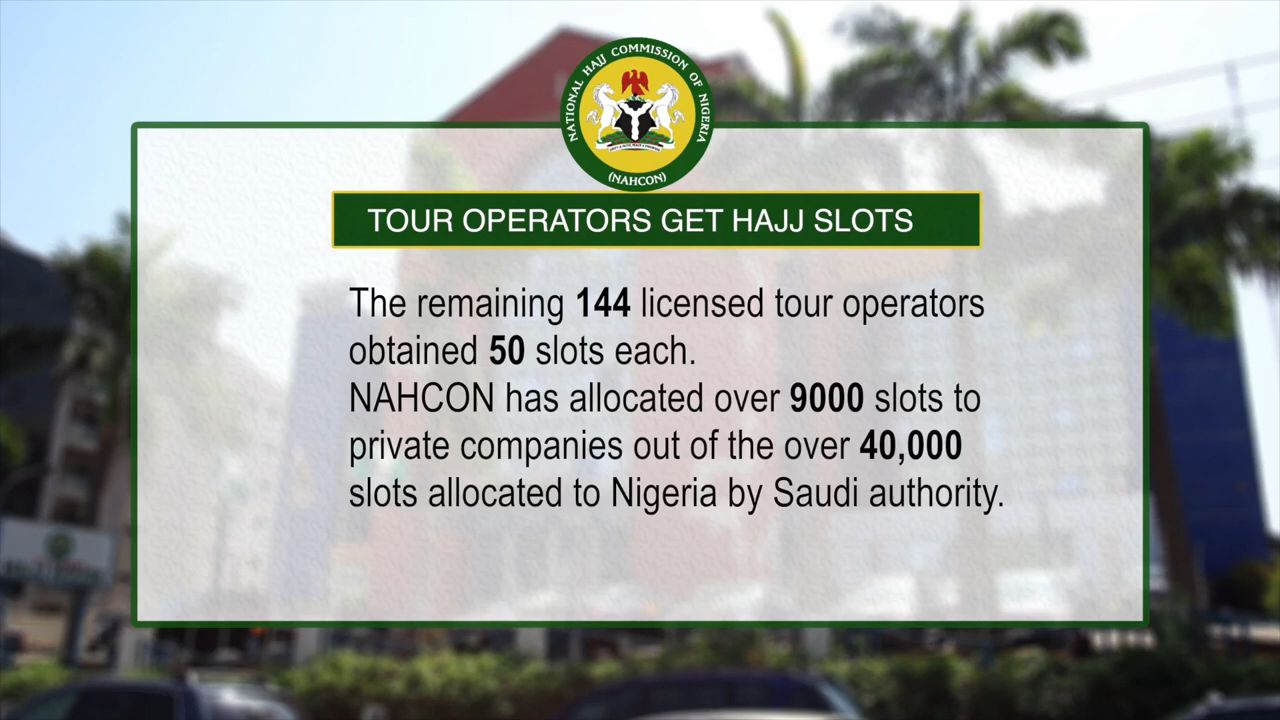 NATIONAL HAJJ COMMISSION OF NIGERIA
(NAHCON)
TOUR OPERATORS GET HAJJ SLOTS
The remaining 144 licensed tour operators
obtained 50 slots each.
NAHCON has allocated over 9000 slots to
private companies out of the over 40,000
slots allocated to Nigeria by Saudi authority.